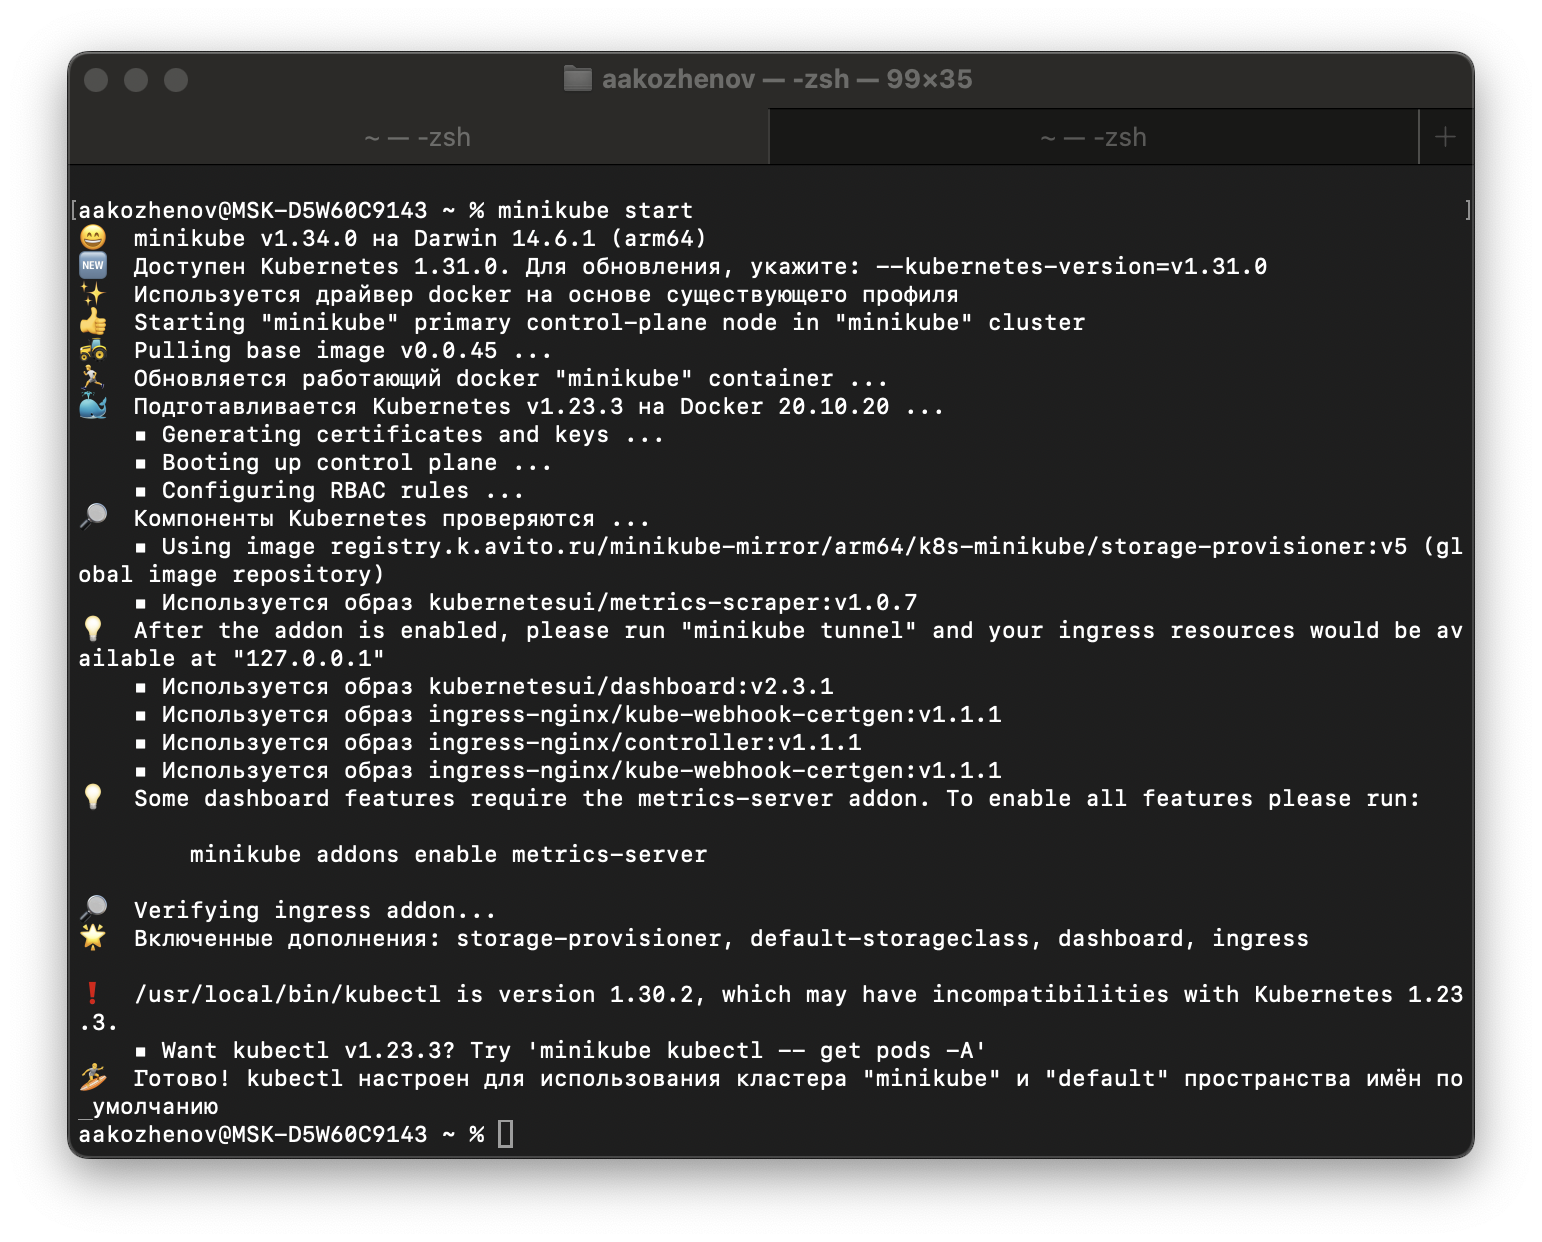 aakozhenov — -zsh — 99×35
~ — -zsh
~ — -zsh
[aakozhenov@MSK-D5W60C9143 ~ % minikube start ]
😄 minikube v1.34.0 на Darwin 14.6.1 (arm64)
🆕 Доступен Kubernetes 1.31.0. Для обновления, укажите: --kubernetes-version=v1.31.0
✨ Используется драйвер docker на основе существующего профиля
👍 Starting "minikube" primary control-plane node in "minikube" cluster
🚜 Pulling base image v0.0.45 ...
🏃 Обновляется работающий docker "minikube" container ...
🐳 Подготавливается Kubernetes v1.23.3 на Docker 20.10.20 ...
▪ Generating certificates and keys ...
▪ Booting up control plane ...
▪ Configuring RBAC rules ...
🔎 Компоненты Kubernetes проверяются ...
▪ Using image registry.k.avito.ru/minikube-mirror/arm64/k8s-minikube/storage-provisioner:v5 (gl
obal image repository)
▪ Используется образ kubernetesui/metrics-scraper:v1.0.7
💡 After the addon is enabled, please run "minikube tunnel" and your ingress resources would be av
ailable at "127.0.0.1"
▪ Используется образ kubernetesui/dashboard:v2.3.1
▪ Используется образ ingress-nginx/kube-webhook-certgen:v1.1.1
▪ Используется образ ingress-nginx/controller:v1.1.1
▪ Используется образ ingress-nginx/kube-webhook-certgen:v1.1.1
💡 Some dashboard features require the metrics-server addon. To enable all features please run:
minikube addons enable metrics-server
🔎 Verifying ingress addon...
🌟 Включенные дополнения: storage-provisioner, default-storageclass, dashboard, ingress
❗ /usr/local/bin/kubectl is version 1.30.2, which may have incompatibilities with Kubernetes 1.23
.3.
▪ Want kubectl v1.23.3? Try 'minikube kubectl -- get pods -A'
🏄 Готово! kubectl настроен для использования кластера "minikube" и "default" пространства имён по
_умолчанию
aakozhenov@MSK-D5W60C9143 ~ %